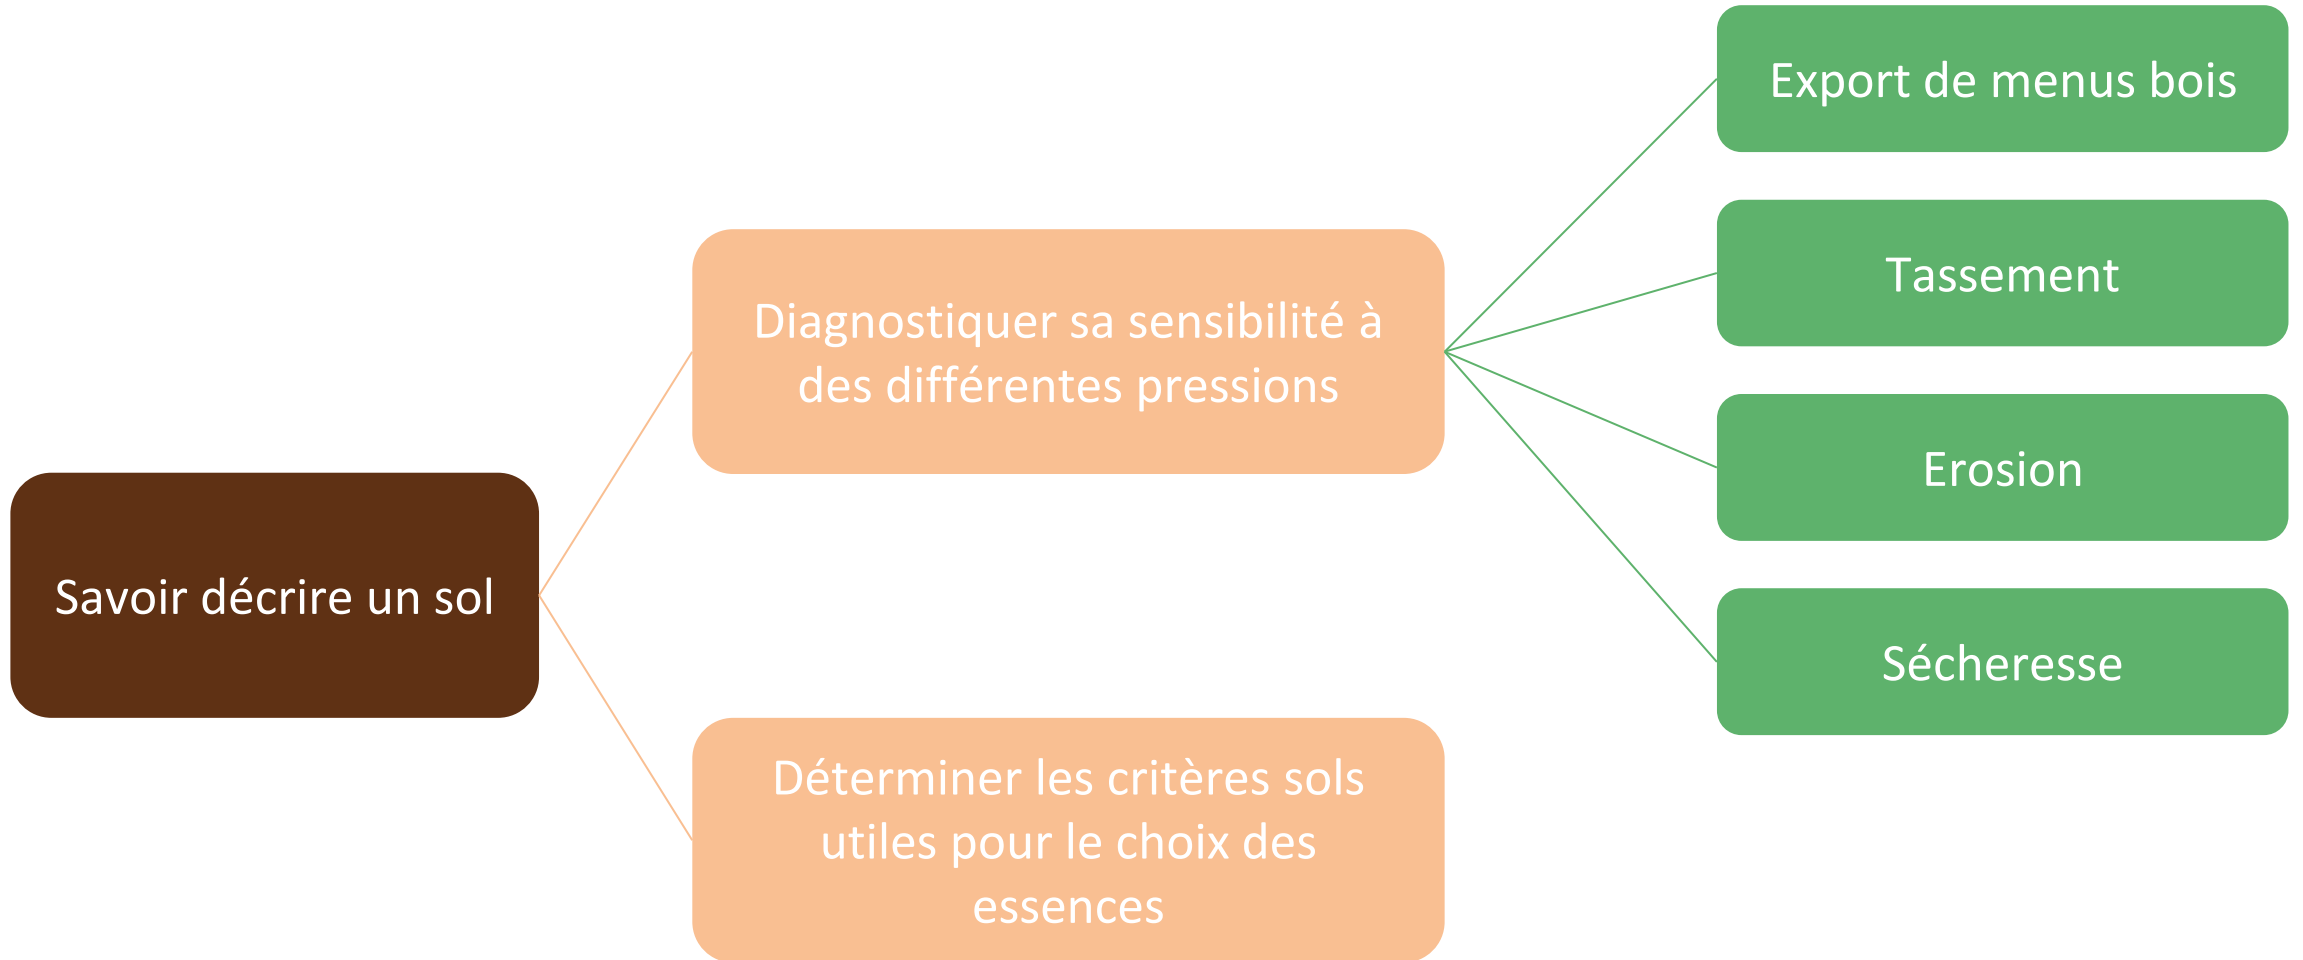 Savoir décrire un sol
Diagnostiquer sa sensibilité à
des différentes pressions
Export de menus bois
Tassement
Erosion
Sécheresse
Déterminer les critères sols
utiles pour le choix des
essences